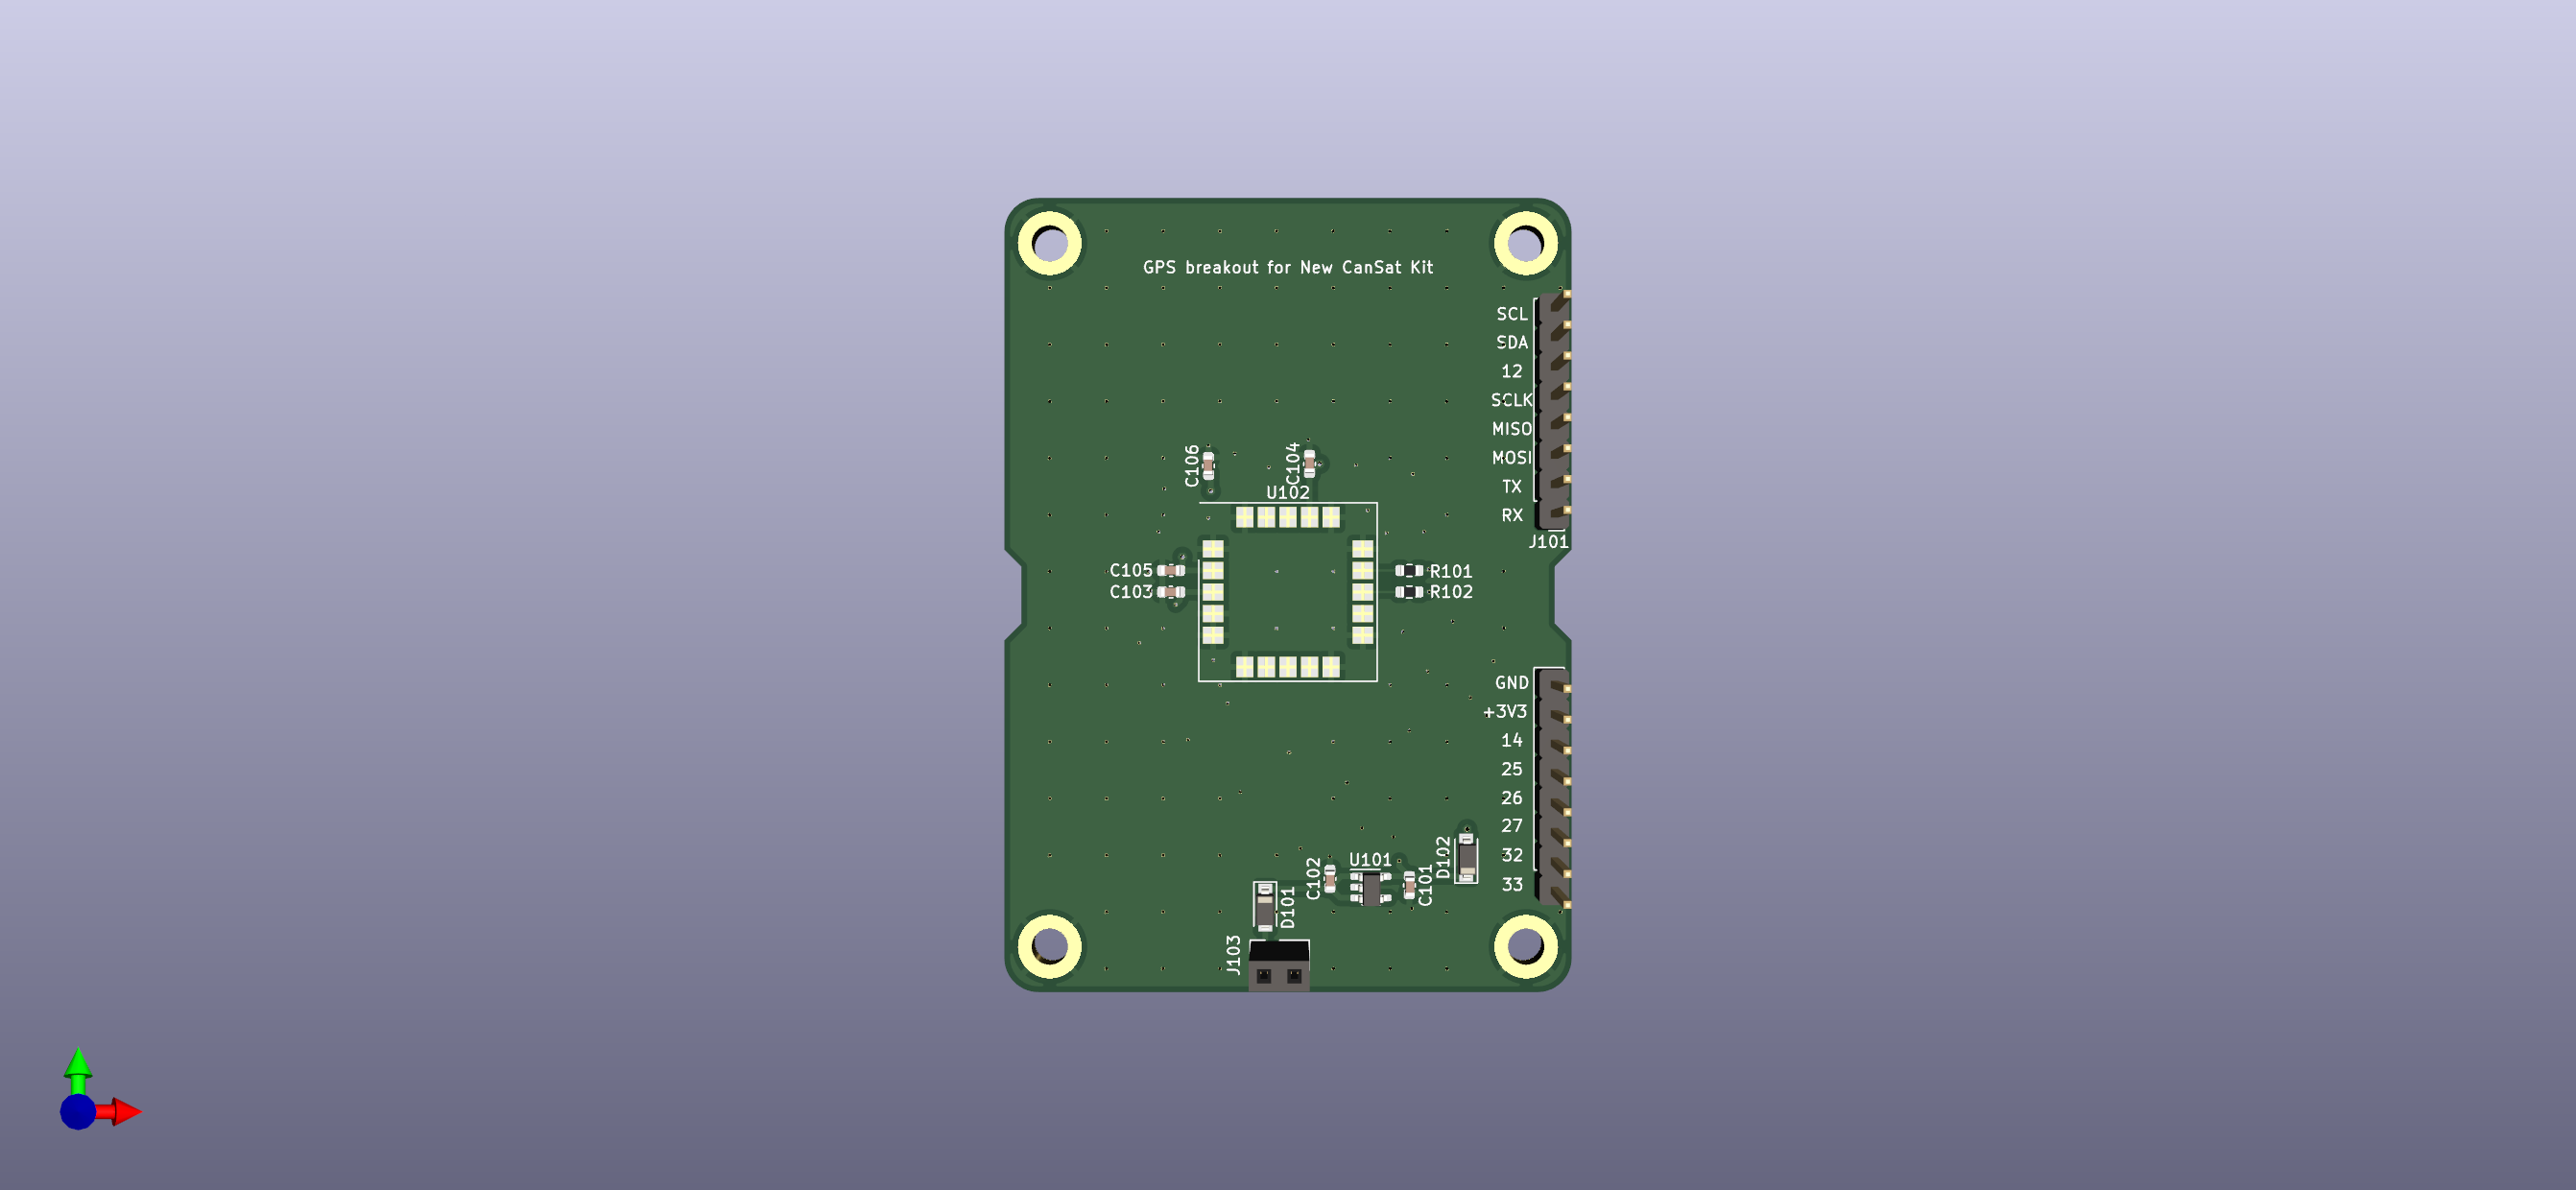 GPS breakout for New CanSat Kit
SCL
SDA
12
SCLK
MISO
MOSI
TX
RX
J101
C106
C104
U102
C105
C103
R101
R102
GND
+3V3
14
25
26
27
32
33
D102
U101
C102
C101
D101
J103